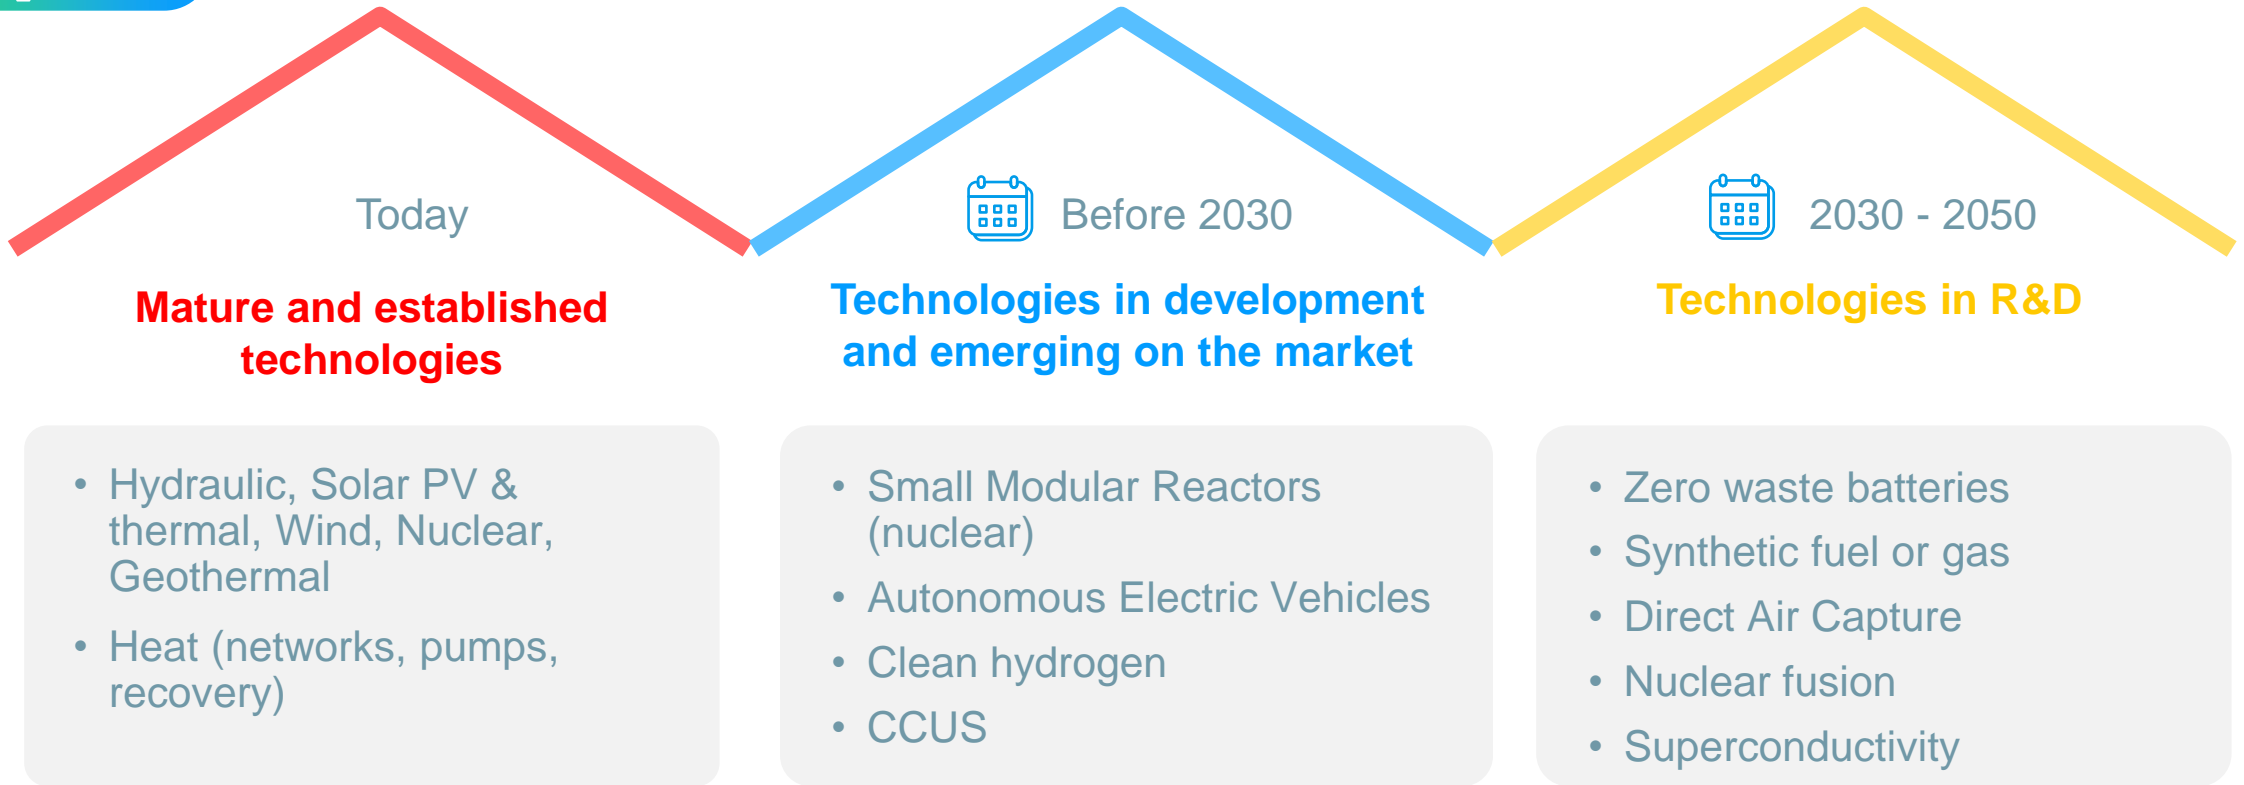 Today
Mature and established
technologies
• Hydraulic, Solar PV &
thermal, Wind, Nuclear,
Geothermal
• Heat (networks, pumps,
recovery)
Before 2030
Technologies in development
and emerging on the market
• Small Modular Reactors
(nuclear)
• Autonomous Electric Vehicles
• Clean hydrogen
• CCUS
2030 - 2050
Technologies in R&D
• Zero waste batteries
• Synthetic fuel or gas
• Direct Air Capture
• Nuclear fusion
• Superconductivity